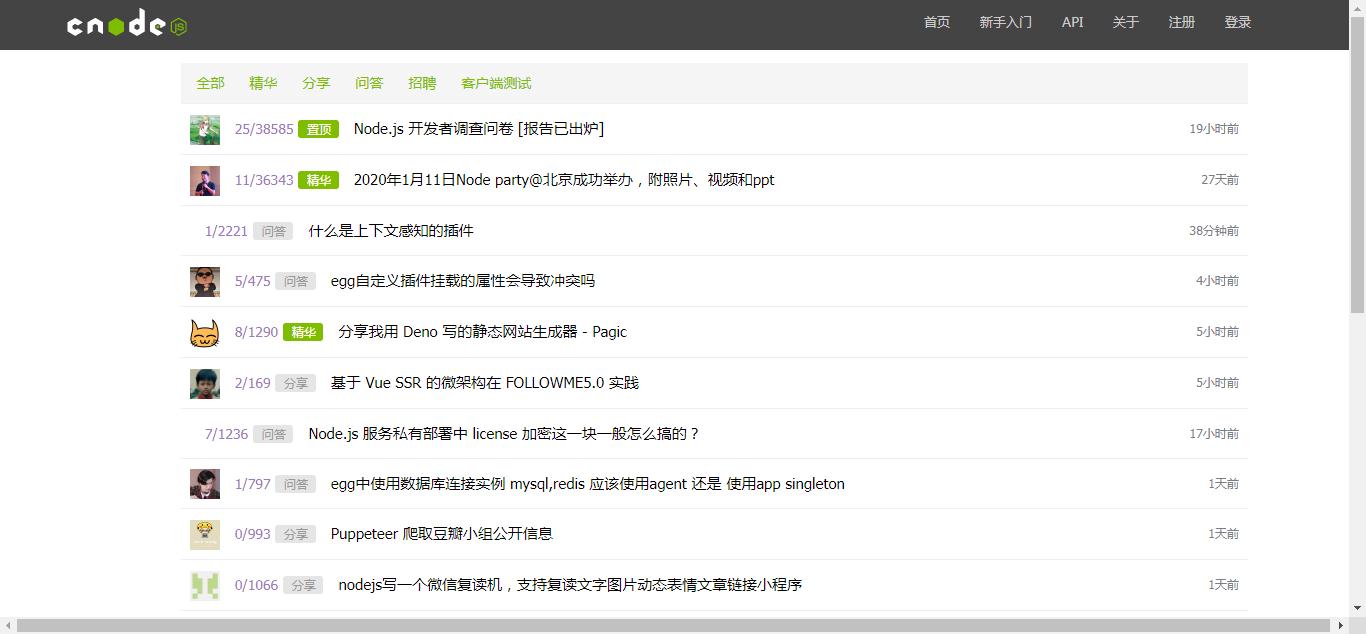 cnode JS 首页 新手入门 API 关于 注册 登录
全部 精华 分享 问答 招聘 客户端测试
25/38585 置顶 Node.js 开发者调查问卷 [报告已出炉] 19小时前
11/36343 精华 2020年1月11日Node party@北京成功举办，附照片、视频和ppt 27天前
1/2221 问答 什么是上下文感知的插件 38分钟前
5/475 问答 egg自定义插件挂载的属性会导致冲突吗 4小时前
8/1290 精华 分享我用 Deno 写的静态网站生成器 - Pagic 5小时前
2/169 分享 基于 Vue SSR 的微架构在 FOLLOWME5.0 实践 5小时前
7/1236 问答 Node.js 服务私有部署中 license 加密这一块一般怎么搞的？ 17小时前
1/797 问答 egg中使用数据库连接实例 mysql,redis 应该使用agent 还是 使用app singleton 1天前
0/993 分享 Puppeteer 爬取豆瓣小组公开信息 1天前
0/1066 分享 nodejs写一个微信复读机，支持复读文字图片动态表情文章链接小程序 1天前